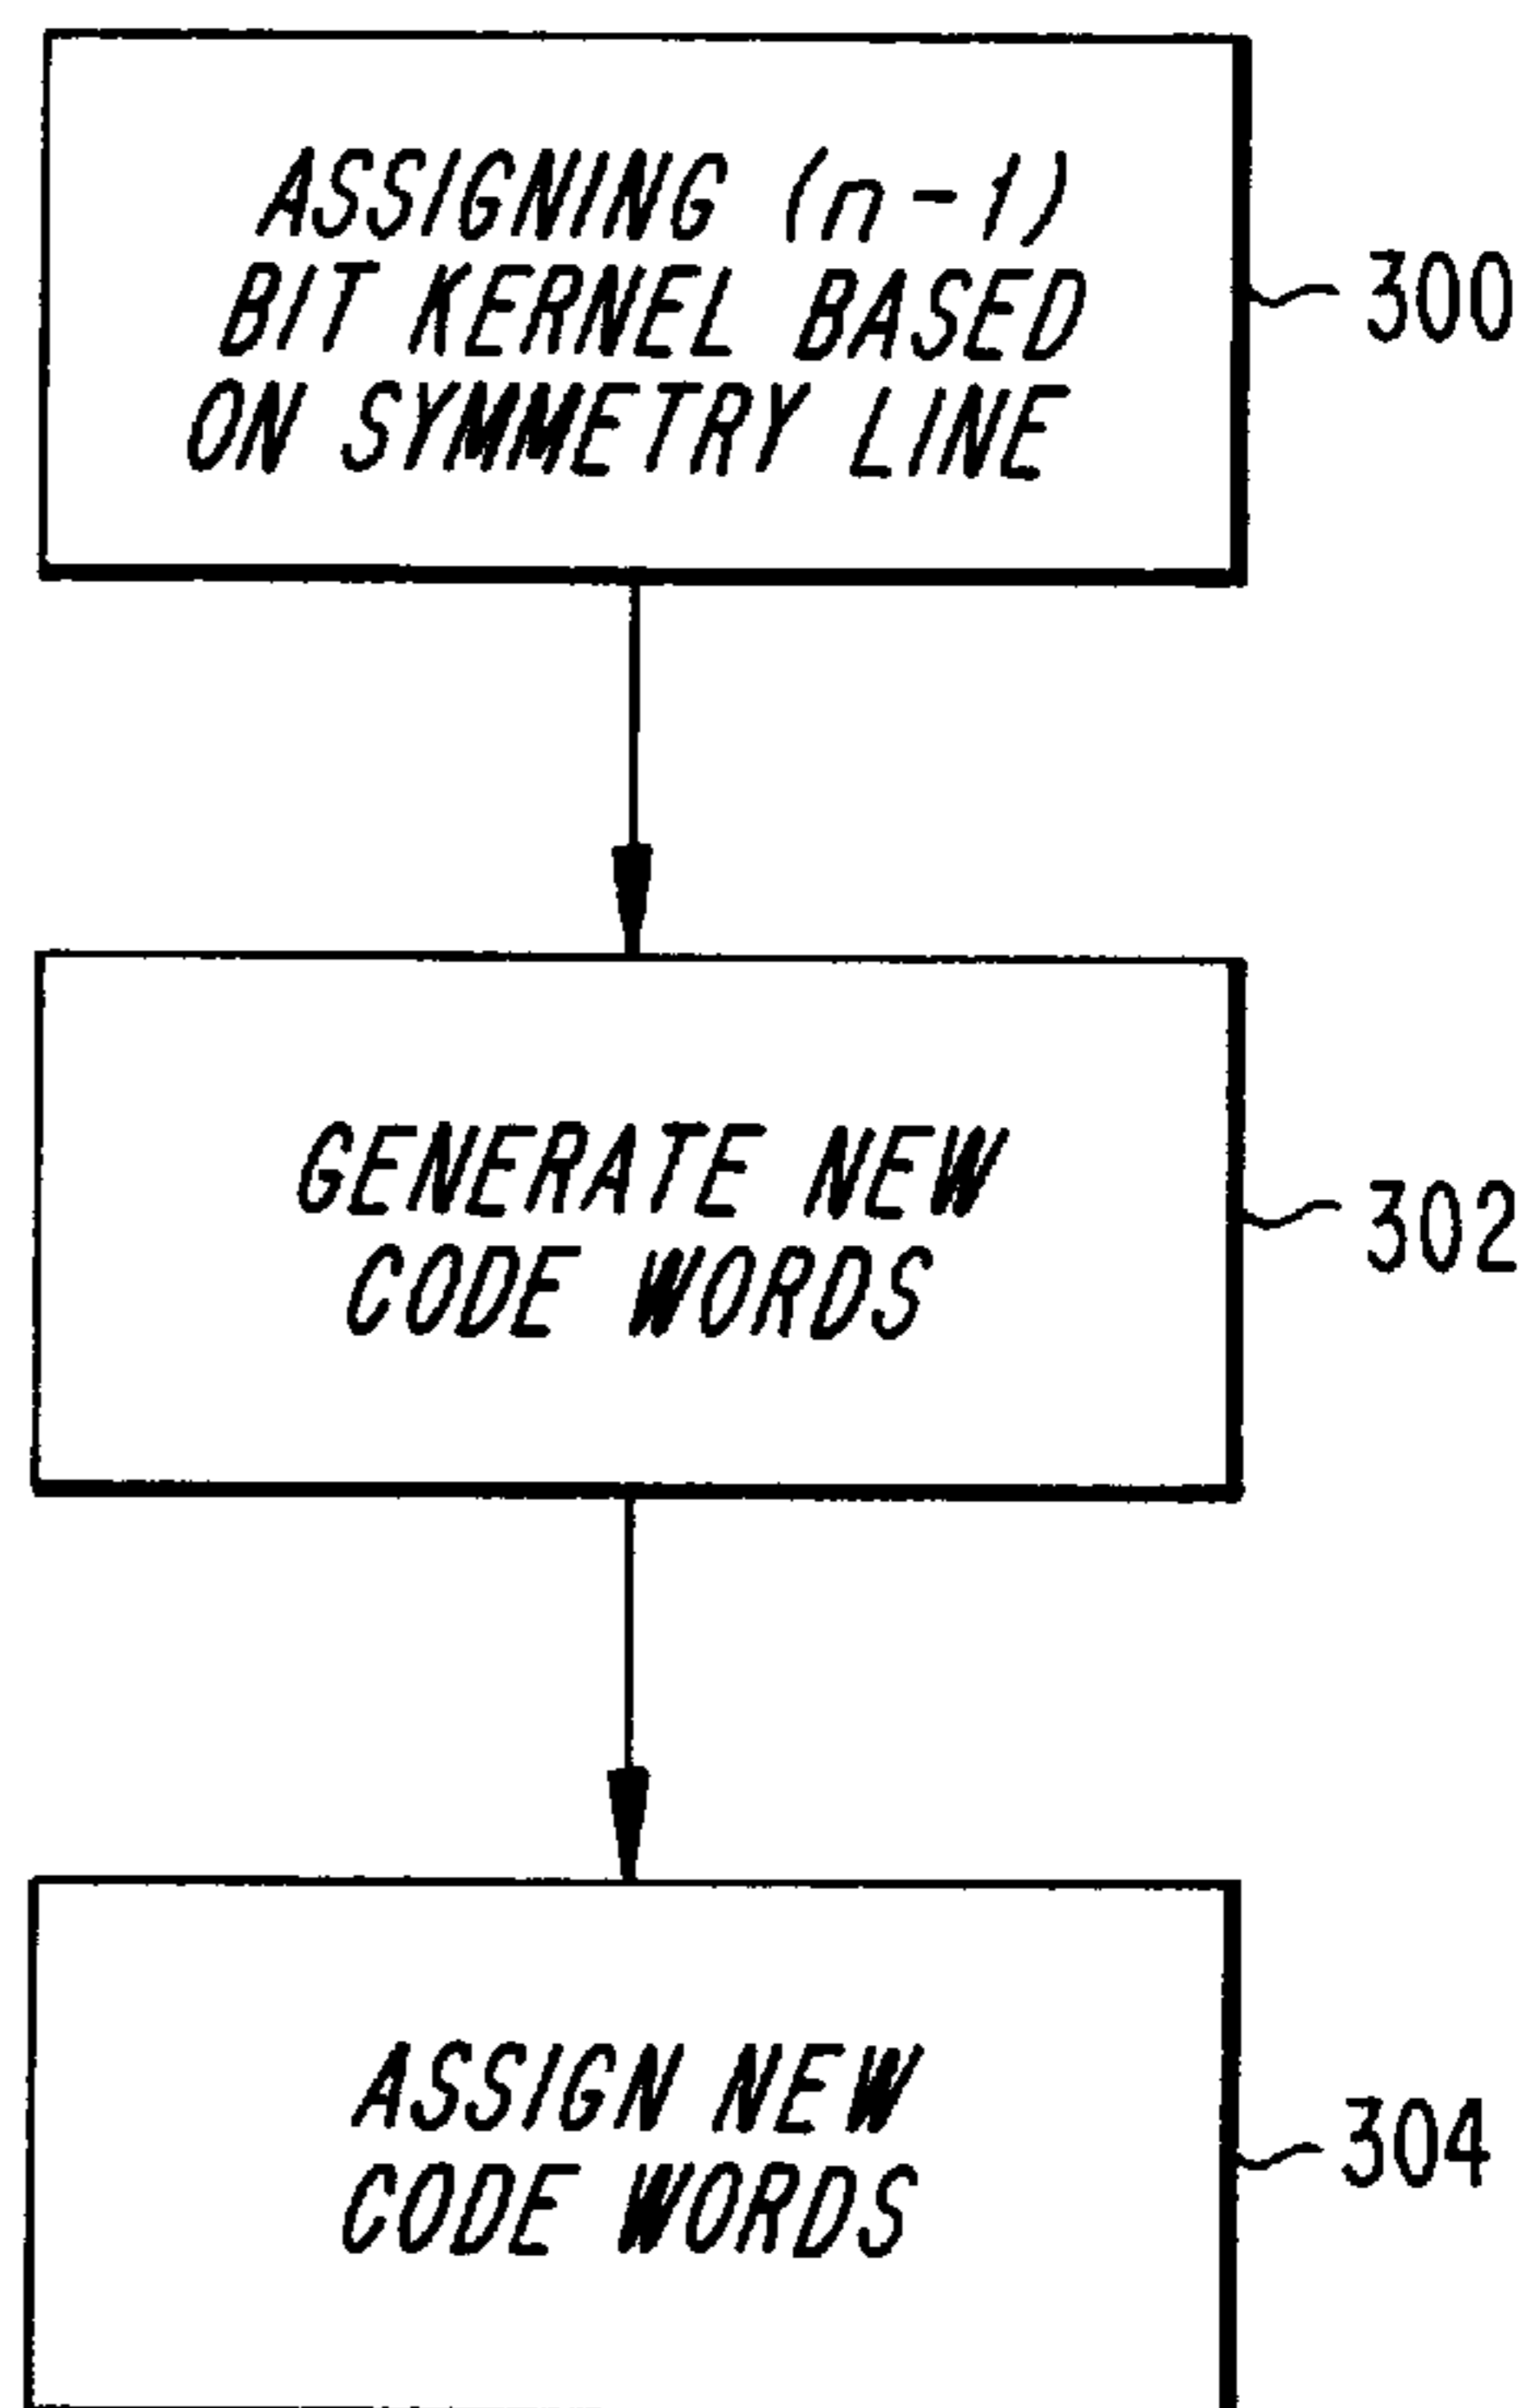 ASSIGNING (n-1)
BIT KERNEL BASED
ON SYMMETRY LINE
300
GENERATE NEW
CODE WORDS
302
ASSIGN NEW
CODE WORDS
304